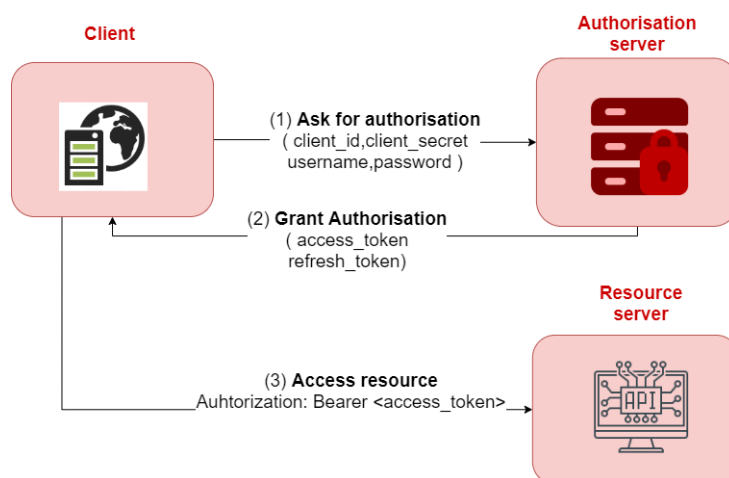 Client
Authorisation
server
(1) Ask for authorisation
( client_id,client_secret
username,password )
(2) Grant Authorisation
( access_token
refresh_token)
Resource
server
(3) Access resource
Auhtorization: Bearer <access_token>
API